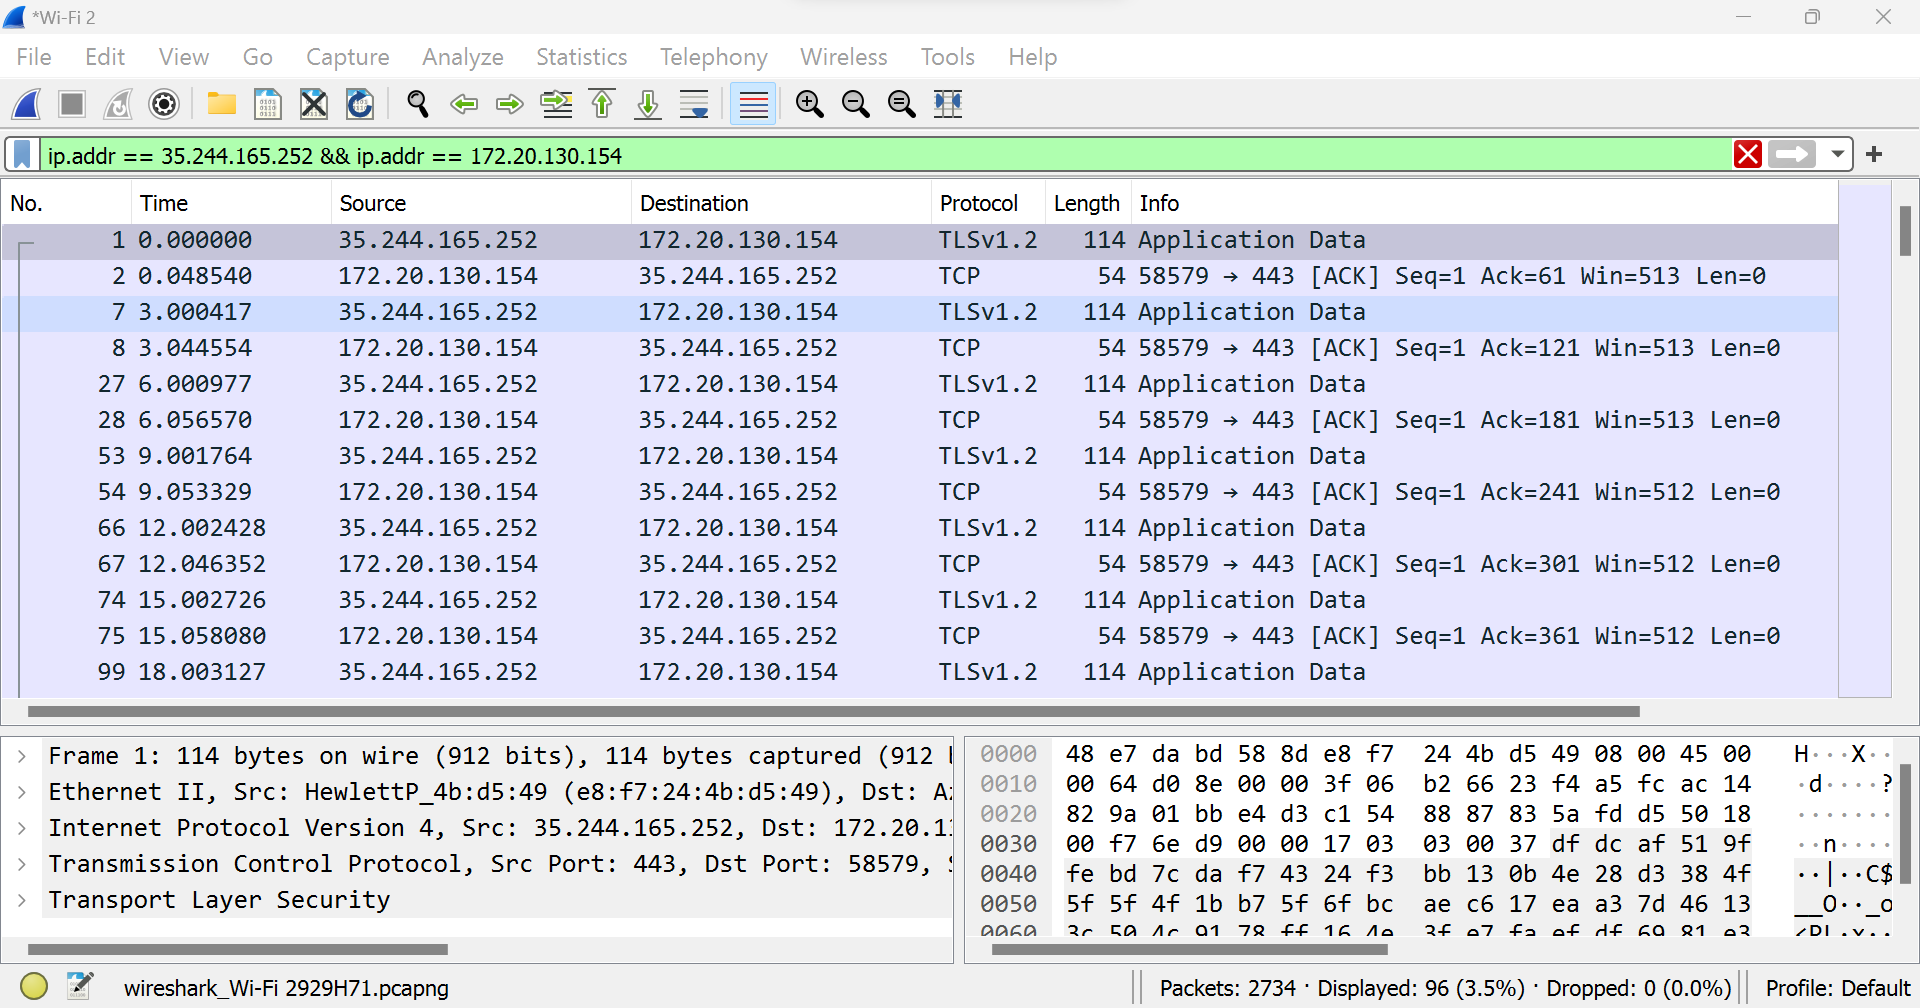 *Wi-Fi 2
File Edit View Go Capture Analyze Statistics Telephony Wireless Tools Help
ip.addr == 35.244.165.252 && ip.addr == 172.20.130.154
No. Time Source Destination Protocol Length Info
1 0.000000 35.244.165.252 172.20.130.154 TLSv1.2 114 Application Data
2 0.048540 172.20.130.154 35.244.165.252 TCP 54 58579 → 443 [ACK] Seq=1 Ack=61 Win=513 Len=0
7 3.000417 35.244.165.252 172.20.130.154 TLSv1.2 114 Application Data
8 3.044554 172.20.130.154 35.244.165.252 TCP 54 58579 → 443 [ACK] Seq=1 Ack=121 Win=513 Len=0
27 6.000977 35.244.165.252 172.20.130.154 TLSv1.2 114 Application Data
28 6.056570 172.20.130.154 35.244.165.252 TCP 54 58579 → 443 [ACK] Seq=1 Ack=181 Win=513 Len=0
53 9.001764 35.244.165.252 172.20.130.154 TLSv1.2 114 Application Data
54 9.053329 172.20.130.154 35.244.165.252 TCP 54 58579 → 443 [ACK] Seq=1 Ack=241 Win=512 Len=0
66 12.002428 35.244.165.252 172.20.130.154 TLSv1.2 114 Application Data
67 12.046352 172.20.130.154 35.244.165.252 TCP 54 58579 → 443 [ACK] Seq=1 Ack=301 Win=512 Len=0
74 15.002726 35.244.165.252 172.20.130.154 TLSv1.2 114 Application Data
75 15.058080 172.20.130.154 35.244.165.252 TCP 54 58579 → 443 [ACK] Seq=1 Ack=361 Win=512 Len=0
99 18.003127 35.244.165.252 172.20.130.154 TLSv1.2 114 Application Data
Frame 1: 114 bytes on wire (912 bits), 114 bytes captured (912
Ethernet II, Src: HewlettP_4b:d5:49 (e8:f7:24:4b:d5:49), Dst:
Internet Protocol Version 4, Src: 35.244.165.252, Dst: 172.20.1
Transmission Control Protocol, Src Port: 443, Dst Port: 58579,
Transport Layer Security
0000 48 e7 da bd 58 8d e8 f7 24 4b d5 49 08 00 45 00 H···X··
0010 00 64 d0 8e 00 00 3f 06 b2 66 23 f4 a5 fc ac 14 ·d····?
0020 82 9a 01 bb e4 d3 c1 54 88 87 83 5a fd d5 50 18 ·······
0030 00 f7 6e d9 00 00 17 03 03 00 37 df dc af 51 9f ··n····
0040 fe bd 7c da f7 43 24 f3 bb 13 0b 4e 28 d3 38 4f ··|··C$
0050 5f 5f 4f 1b b7 5f 6f bc ae c6 17 ea a3 7d 46 13 __O··_o
0060 3c 50 4c 91 78 ff 16 4e 3f e7 fa ef df 69 81 e3 <PL·x··
wireshark_Wi-Fi 2929H71.pcapng
Packets: 2734 · Displayed: 96 (3.5%) · Dropped: 0 (0.0%)
Profile: Default